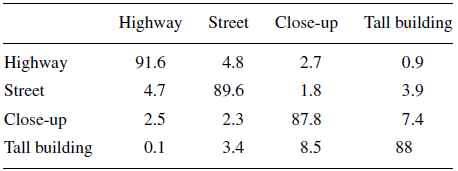 Highway Street Close-up Tall building
Highway 91.6 4.8 2.7 0.9
Street 4.7 89.6 1.8 3.9
Close-up 2.5 2.3 87.8 7.4
Tall building 0.1 3.4 8.5 88